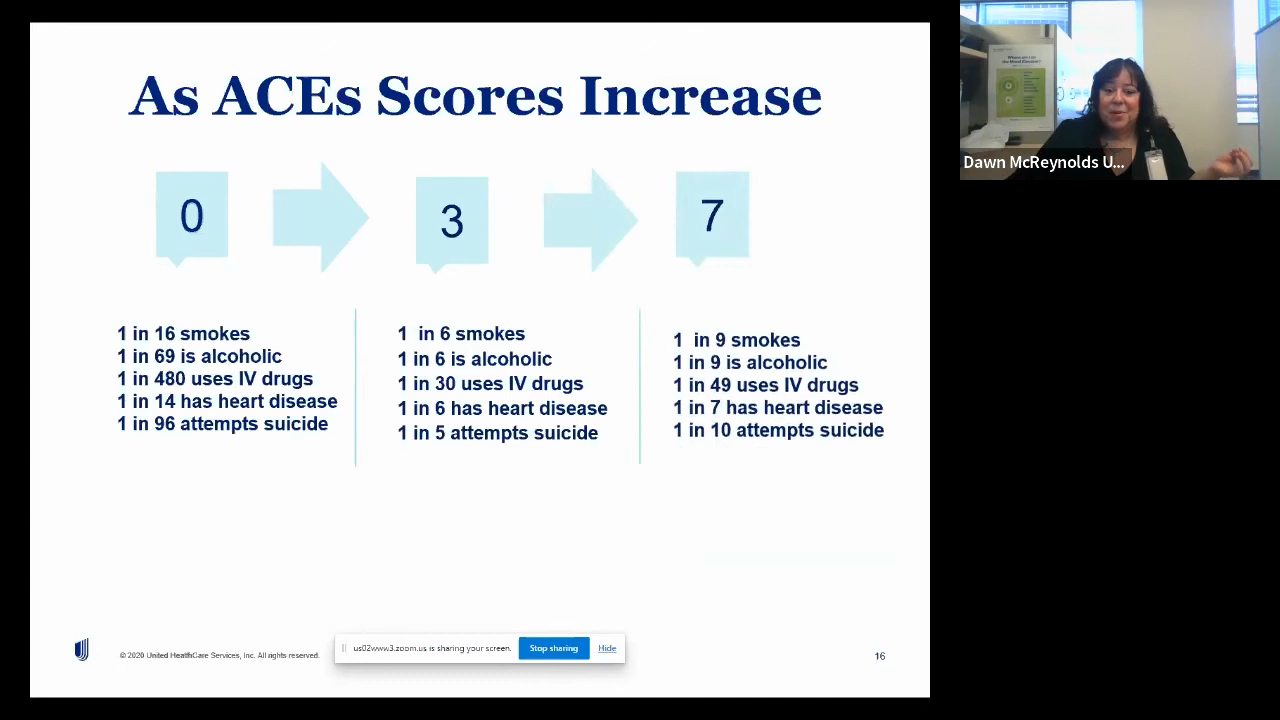 As ACEs Scores Increase
0
3
7
1 in 16 smokes
1 in 69 is alcoholic
1 in 480 uses IV drugs
1 in 14 has heart disease
1 in 96 attempts suicide
1 in 6 smokes
1 in 6 is alcoholic
1 in 30 uses IV drugs
1 in 6 has heart disease
1 in 5 attempts suicide
1 in 9 smokes
1 in 9 is alcoholic
1 in 49 uses IV drugs
1 in 7 has heart disease
1 in 10 attempts suicide
© 2020 United HealthCare Services, Inc. All rights reserved.
us02www3.zoom.us is sharing your screen.
Stop sharing
Hide
16
Dawn McReynolds U...